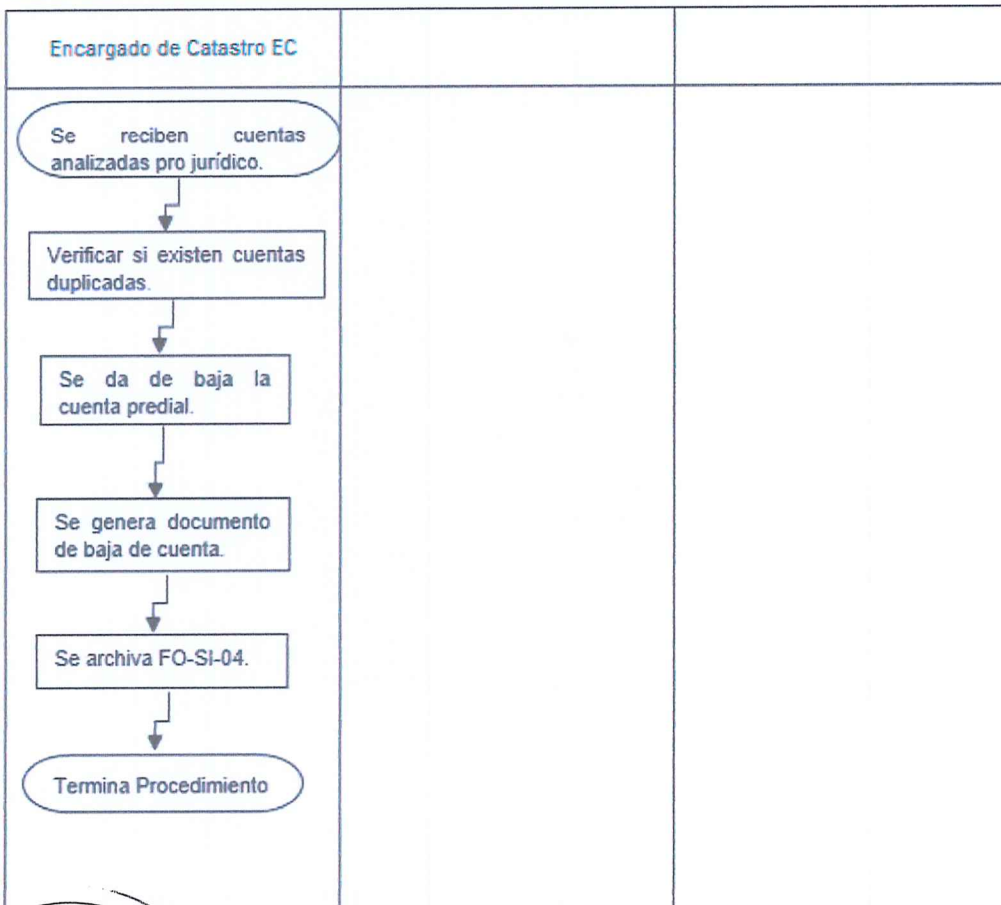 Encargado de Catastro EC
Se reciben cuentas
analizadas pro jurídico.
Verificar si existen cuentas
duplicadas.
Se da de baja la
cuenta predial.
Se genera documento
de baja de cuenta.
Se archiva FO-SI-04.
Termina Procedimiento